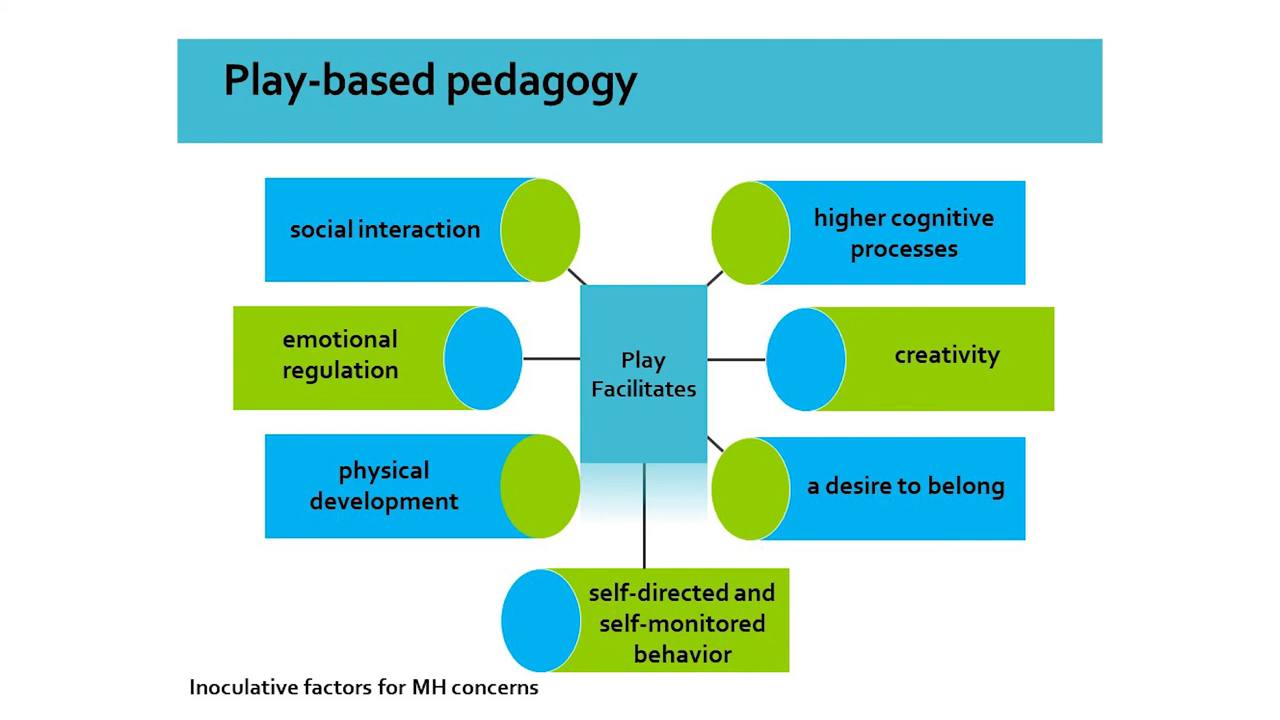 Play-based pedagogy
social interaction
higher cognitive
processes
emotional
regulation
Play
Facilitates
creativity
physical
development
a desire to belong
self-directed and
self-monitored
behavior
Inoculative factors for MH concerns